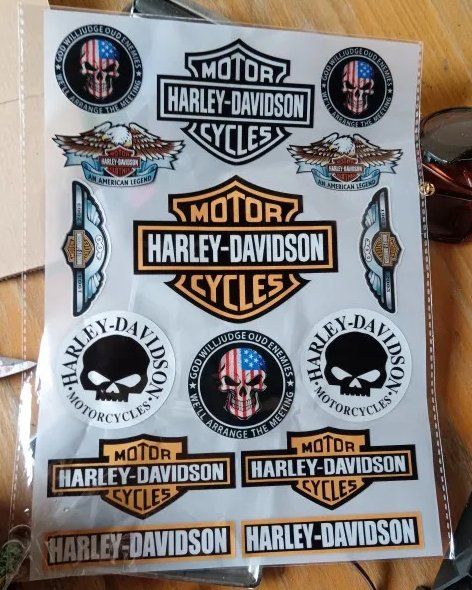 GOD WILL JUDGE OUD ENEMIES
WE'LL ARRANGE THE MEETING
MOTOR
HARLEY-DAVIDSON
CYCLES
GOD WILL JUDGE OUD ENEMIES
WE'LL ARRANGE THE MEETING
MOTOR
HARLEY-DAVIDSON
AN AMERICAN LEGEND
MOTOR
HARLEY-DAVIDSON
AN AMERICAN LEGEND
MOTOR
HARLEY-DAVIDSON
CYCLES
HARLEY-DAVIDSON
MOTORCYCLES
GOD WILLJUDGE OUD ENEMIES
WE'LL ARRANGE THE MEETING
HARLEY-DAVIDSON
MOTORCYCLES
MOTOR
HARLEY-DAVIDSON
CYCLES
MOTOR
HARLEY-DAVIDSON
CYCLES
HARLEY-DAVIDSON
HARLEY-DAVIDSON